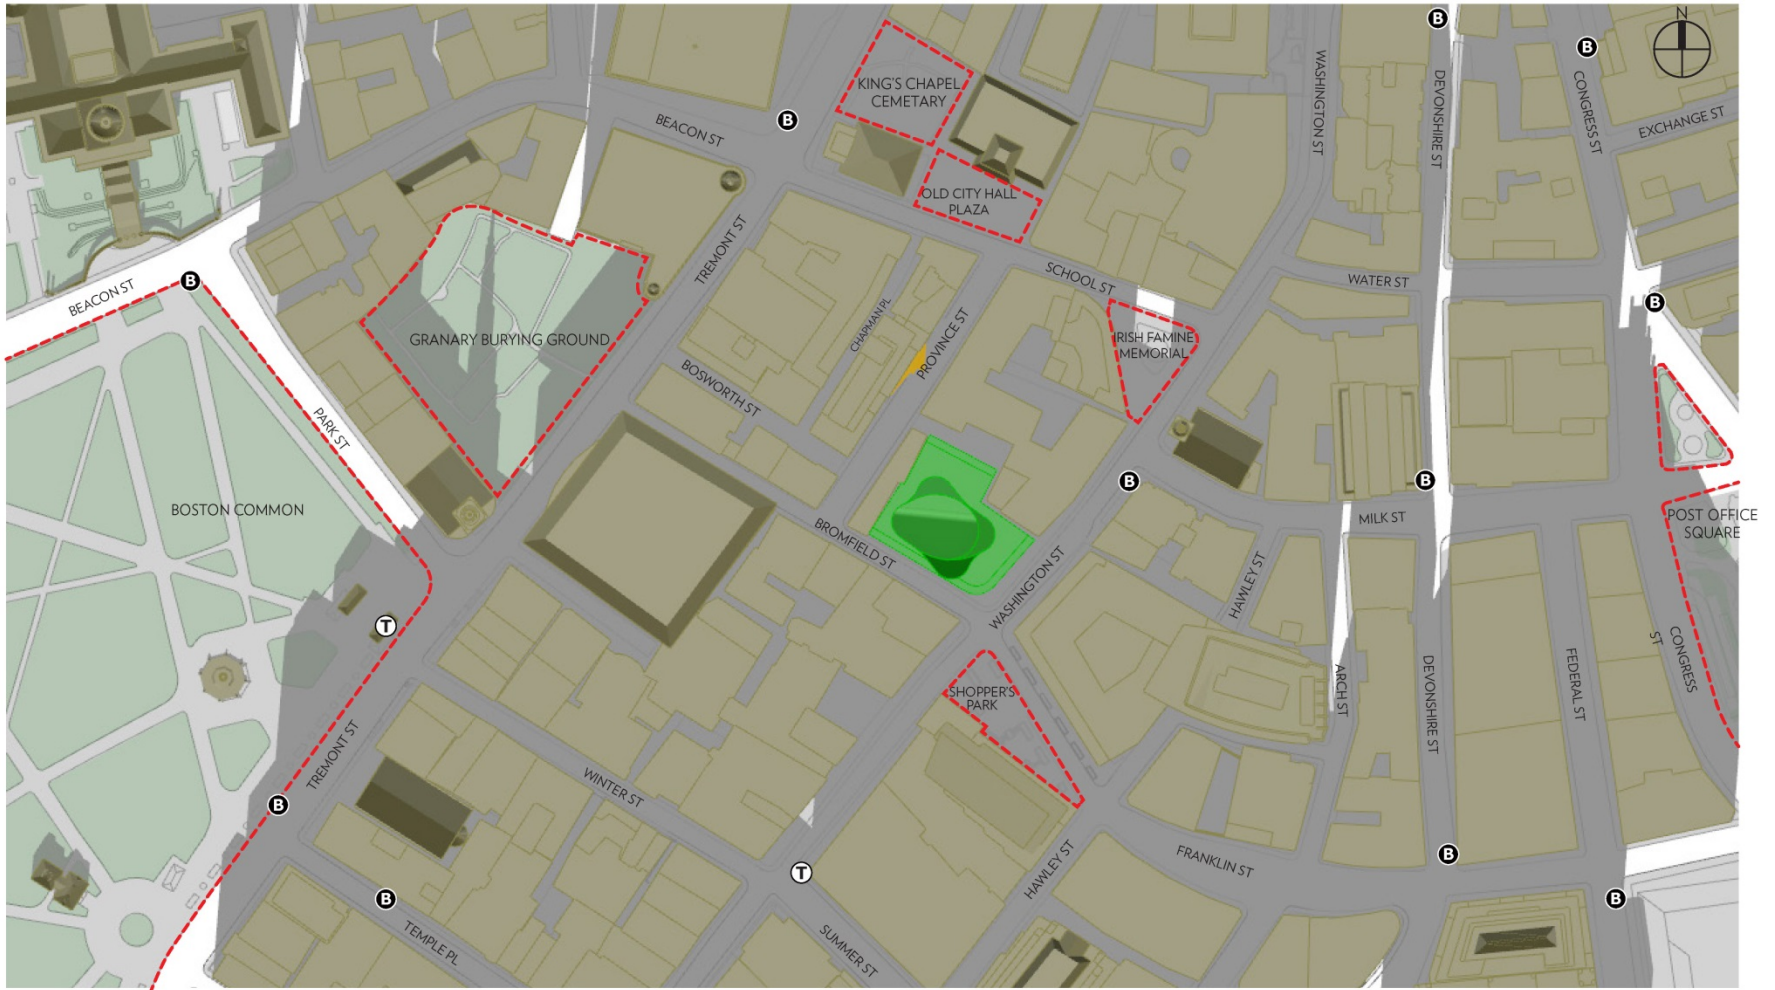 B
N
B
WASHINGTON ST
DEVONSHIRE ST
CONGRESS ST
EXCHANGE ST
KING'S CHAPEL
CEMETARY
B
BEACON ST
OLD CITY HALL
PLAZA
TREMONT ST
SCHOOL ST
WATER ST
B
BEACON ST
B
CHAPMAN PL
PROVINCE ST
IRISH FAMINE
MEMORIAL
GRANARY BURYING GROUND
BOSWORTH ST
PARK ST
BOSTON COMMON
B
B
MILK ST
POST OFFICE
SQUARE
BROMFIELD ST
WASHINGTON ST
HAWLEY ST
T
SHOPPER'S
PARK
ARCH ST
DEVONSHIRE ST
FEDERAL ST
CONGRESS
ST
TREMONT ST
WINTER ST
B
HAWLEY ST
FRANKLIN ST
B
T
B
B
TEMPLE PL
SUMMER ST